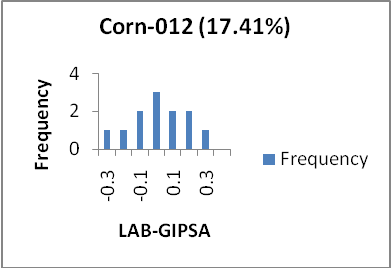 Corn-012 (17.41%)
Frequency
4
2
0
-0.3
-0.1
0.1
0.3
Frequency
LAB-GIPSA